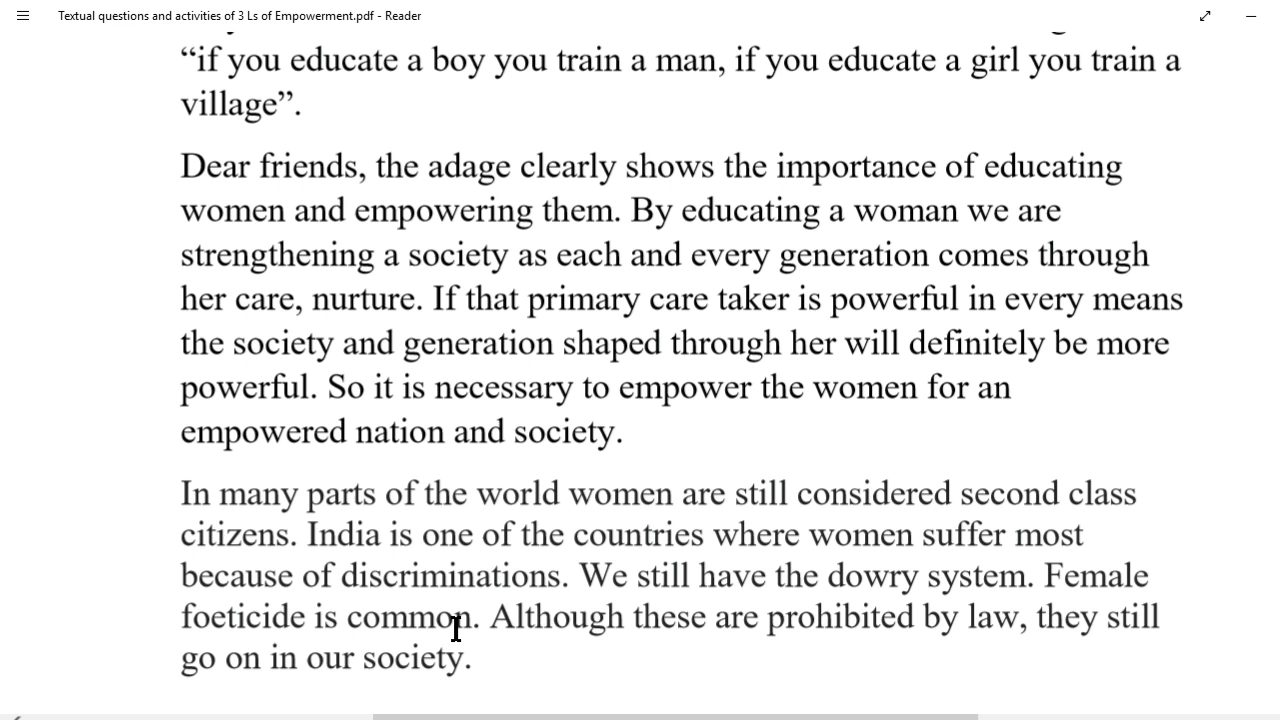 Textual questions and activities of 3 Ls of Empowerment.pdf - Reader
“if you educate a boy you train a man, if you educate a girl you train a
village”.
Dear friends, the adage clearly shows the importance of educating
women and empowering them. By educating a woman we are
strengthening a society as each and every generation comes through
her care, nurture. If that primary care taker is powerful in every means
the society and generation shaped through her will definitely be more
powerful. So it is necessary to empower the women for an
empowered nation and society.
In many parts of the world women are still considered second class
citizens. India is one of the countries where women suffer most
because of discriminations. We still have the dowry system. Female
foeticide is common. Although these are prohibited by law, they still
go on in our society.